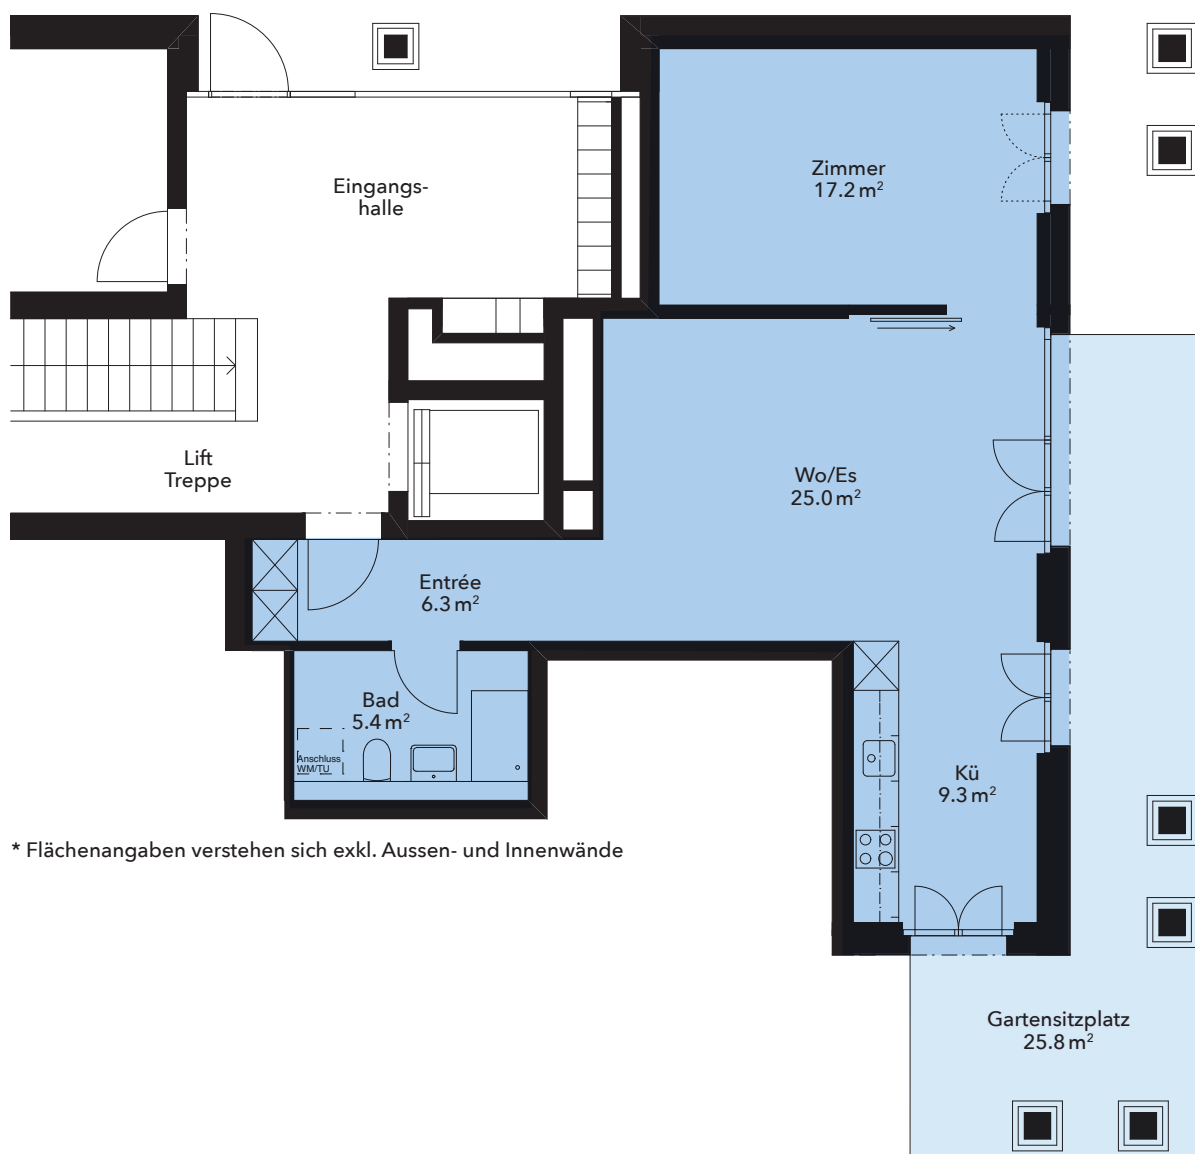 Zimmer
17.2 m²
Eingangs-
halle
Lift
Treppe
Wo/Es
25.0 m²
Entrée
6.3 m²
Bad
5.4 m²
Anschluss
WM/TU
Kü
9.3 m²
* Flächenangaben verstehen sich exkl. Aussen- und Innenwände
Gartensitzplatz
25.8 m²